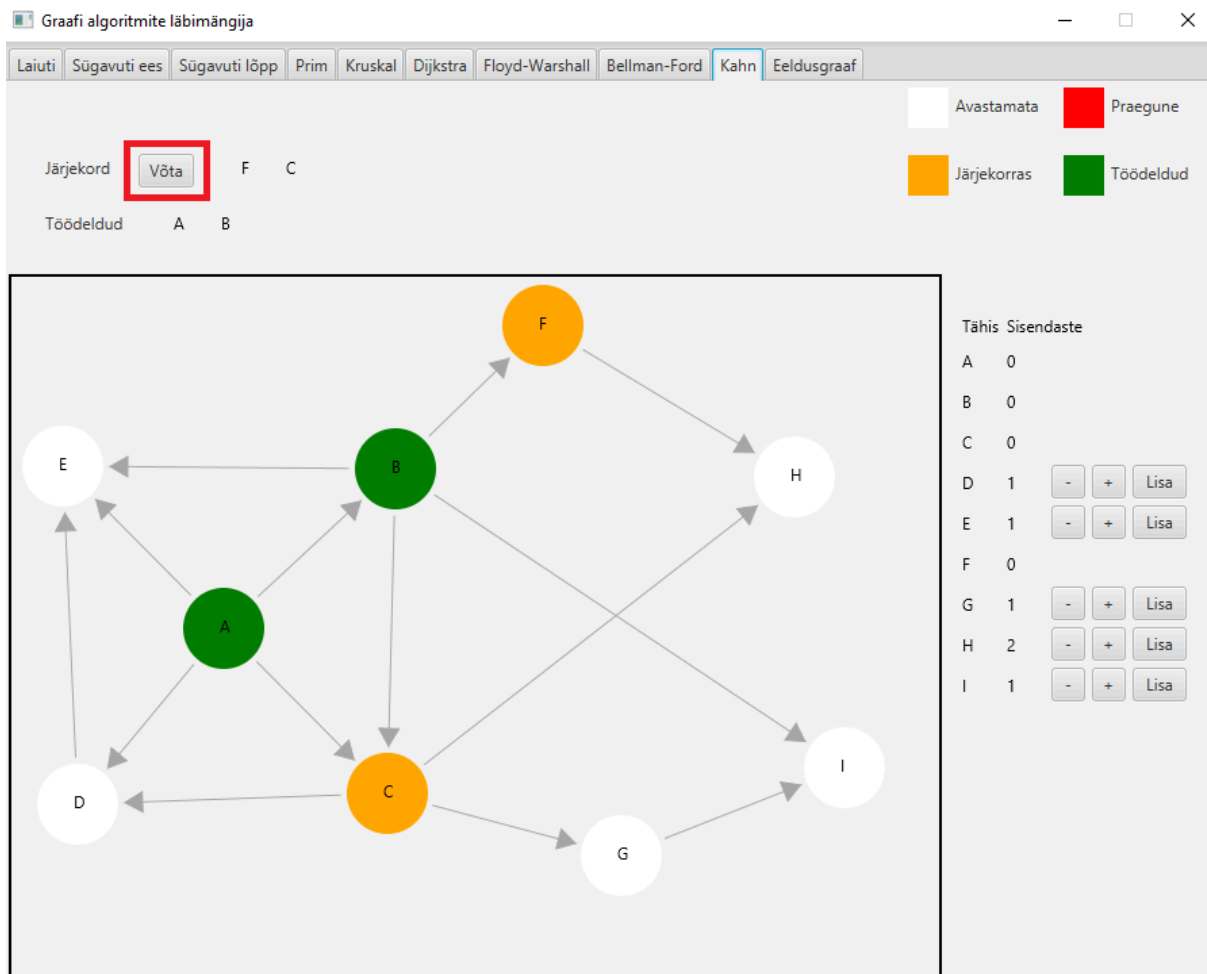 Graafi algoritmite läbimängija
Laiuti Sügavuti ees Sügavuti lõpp Prim Kruskal Dijkstra Floyd-Warshall Bellman-Ford Kahn Eeldusgraaf
Avastamata Praegune
Järjekord Võta F C
Järjekorras Töödeldud
Töödeldud A B
F
Tähis Sisendaste
A 0
B 0
C 0
D 1 - + Lisa
E 1 - + Lisa
F 0
G 1 - + Lisa
H 2 - + Lisa
I 1 - + Lisa
E
B
H
A
D
C
I
G